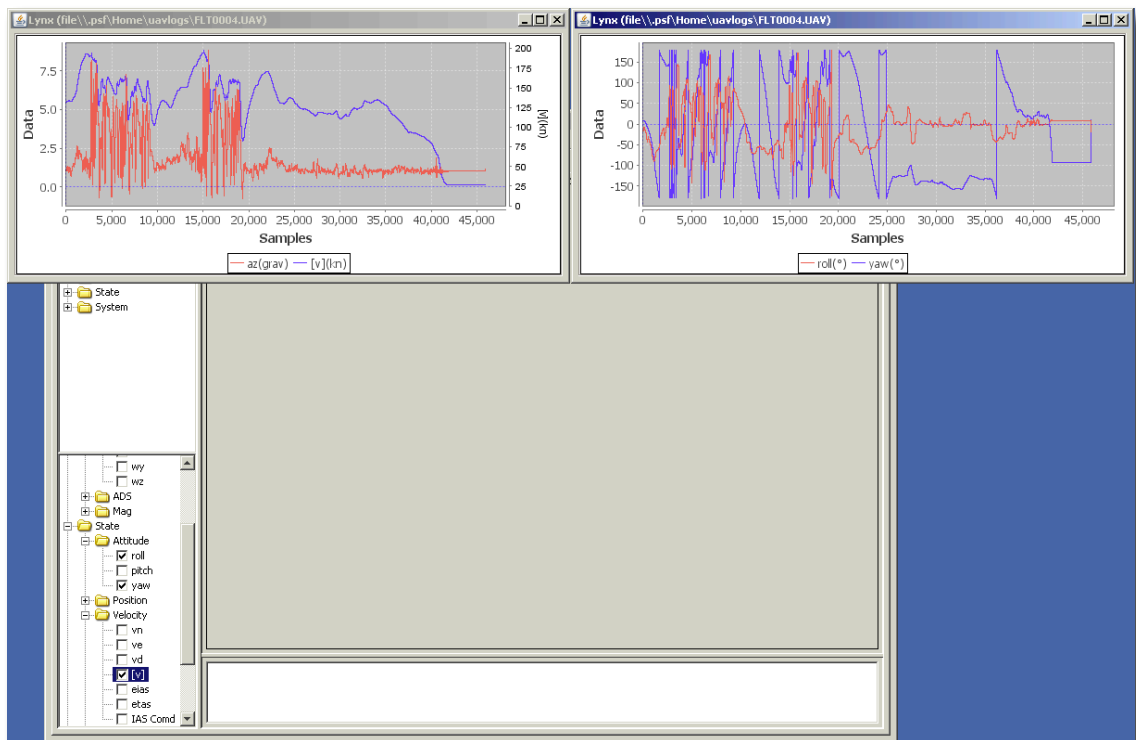 Lynx (file\\.psf\Home\uavlogs\FLT0004.UAV)
7.5
5.0
2.5
0.0
Data
200
175
150
125
100
75
50
25
0
[v](kn)
0 5,000 10,000 15,000 20,000 25,000 30,000 35,000 40,000 45,000
Samples
az(grav) [v](kn)
Lynx (file\\.psf\Home\uavlogs\FLT0004.UAV)
150
100
50
0
-50
-100
-150
Data
0 5,000 10,000 15,000 20,000 25,000 30,000 35,000 40,000 45,000
Samples
roll(°) yaw(°)
State
System
wy
wz
ADS
Mag
State
Attitude
roll
pitch
yaw
Position
Velocity
vn
ve
vd
[v]
eias
etas
IAS Comd